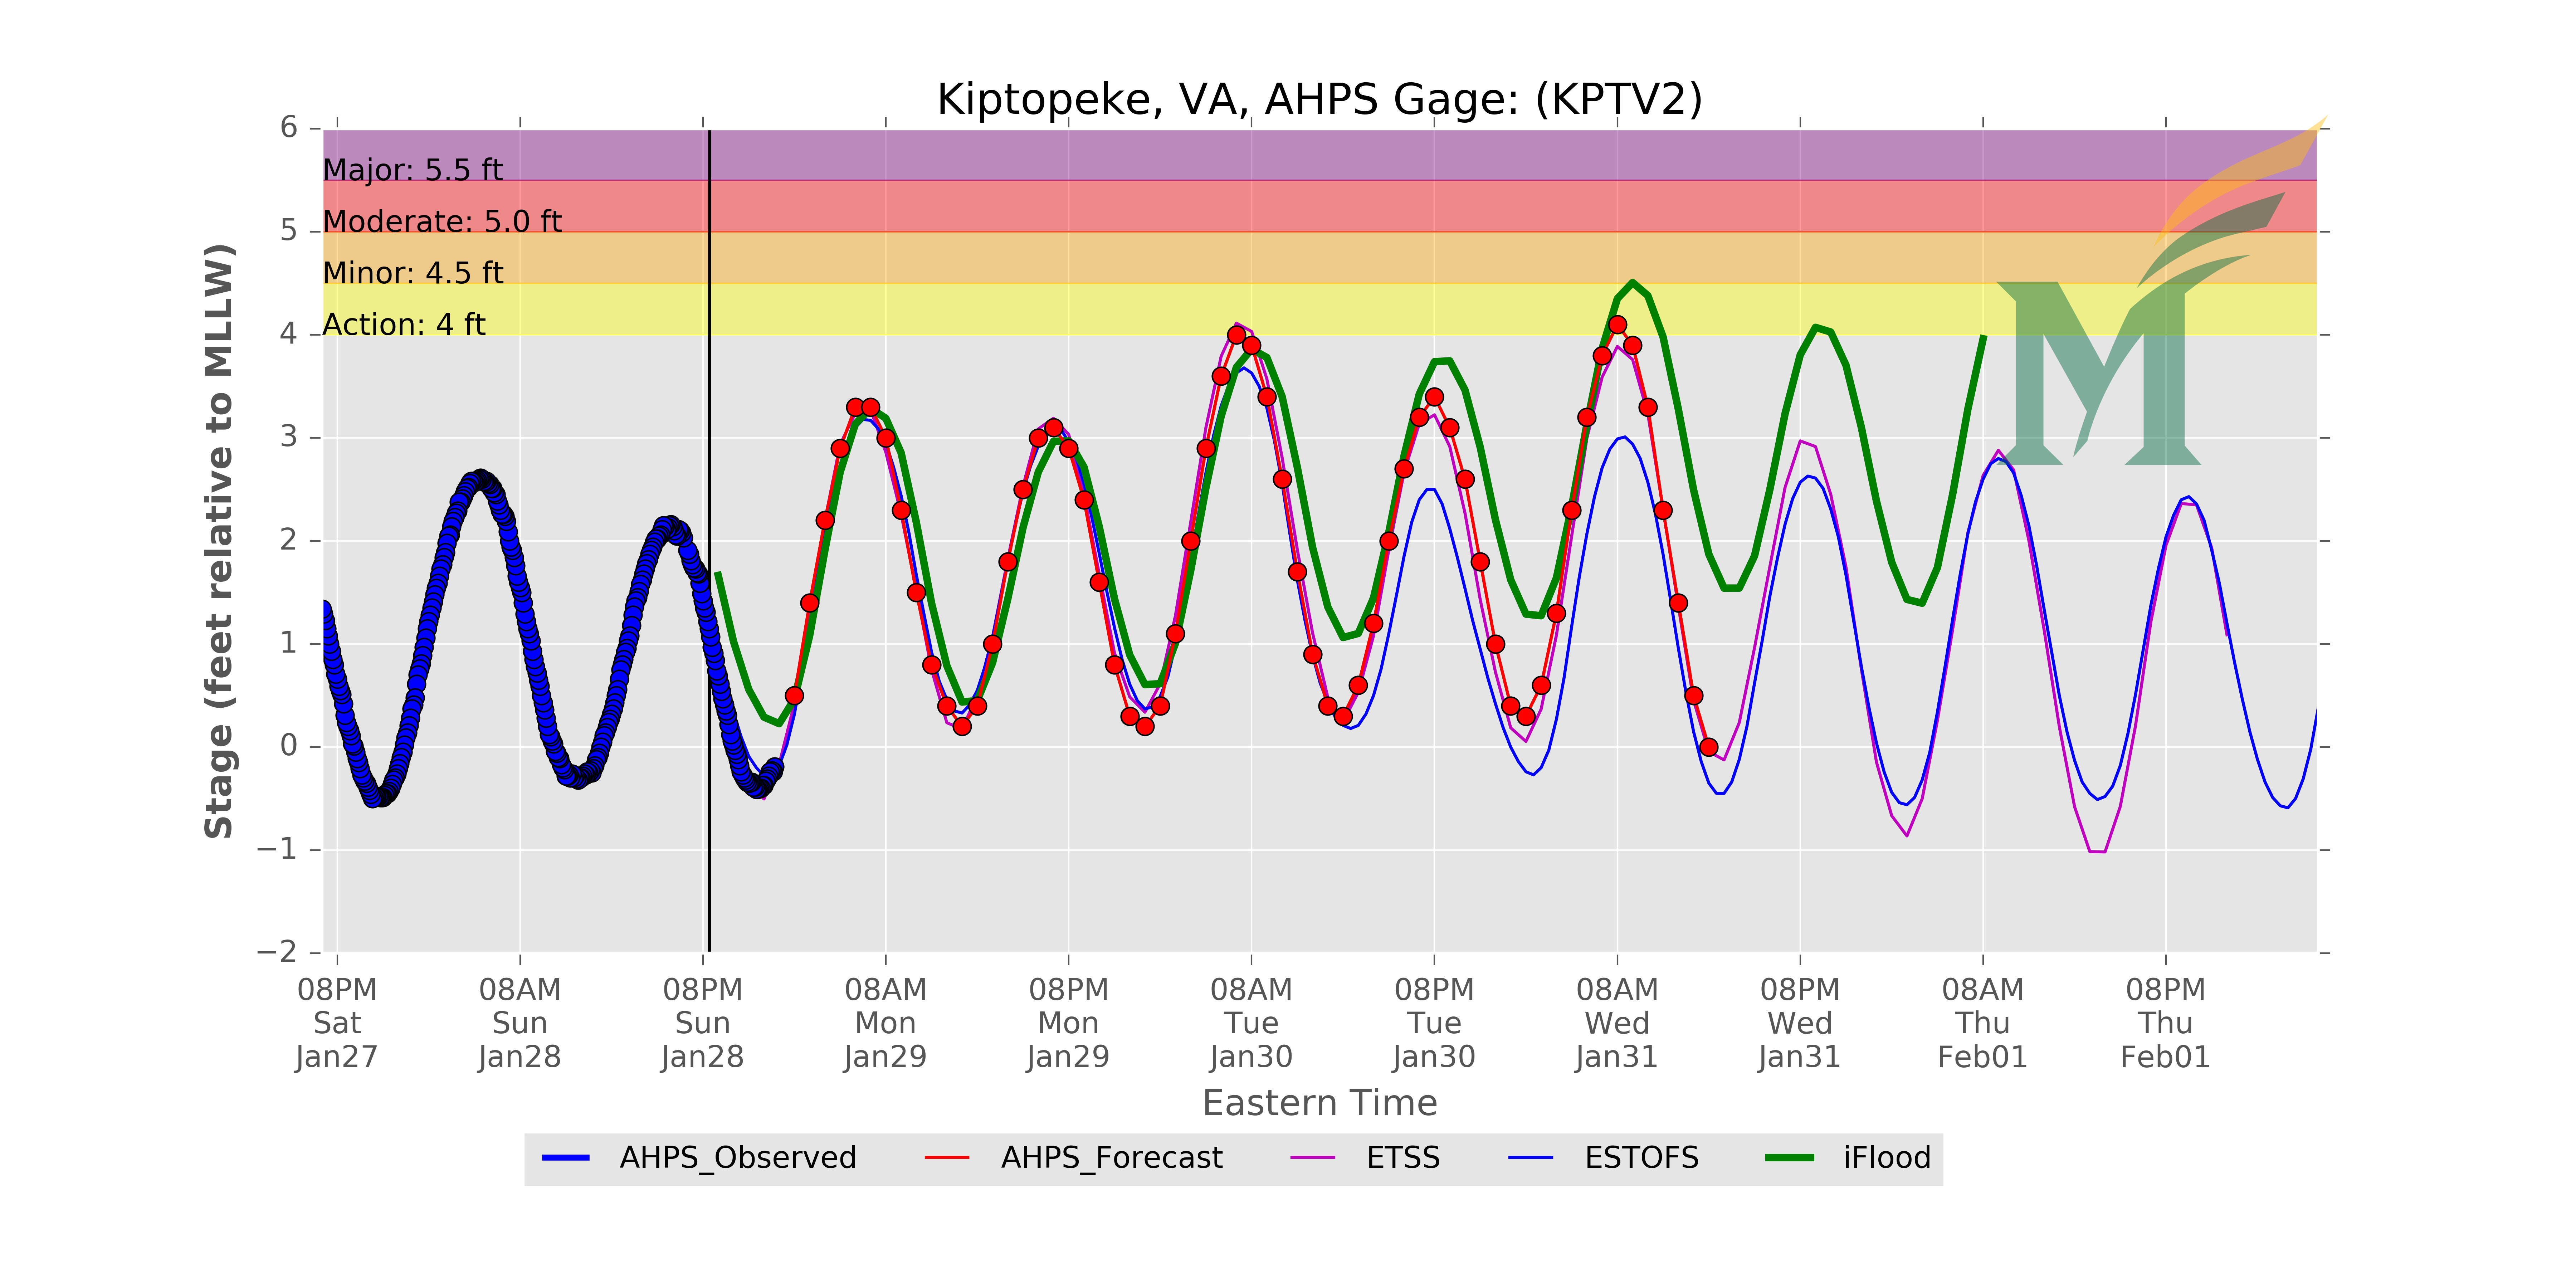 Kiptopeke, VA, AHPS Gage: (KPTV2)
6
5
4
3
2
1
0
−1
−2
Stage (feet relative to MLLW)
Major: 5.5 ft
Moderate: 5.0 ft
Minor: 4.5 ft
Action: 4 ft
M
08PM 08AM 08PM 08AM 08PM 08AM 08PM 08AM 08PM 08AM 08PM
Sat Sun Sun Mon Mon Tue Tue Wed Wed Thu Thu
Jan27 Jan28 Jan28 Jan29 Jan29 Jan30 Jan30 Jan31 Jan31 Feb01 Feb01
Eastern Time
AHPS_Observed AHPS_Forecast ETSS ESTOFS iFlood